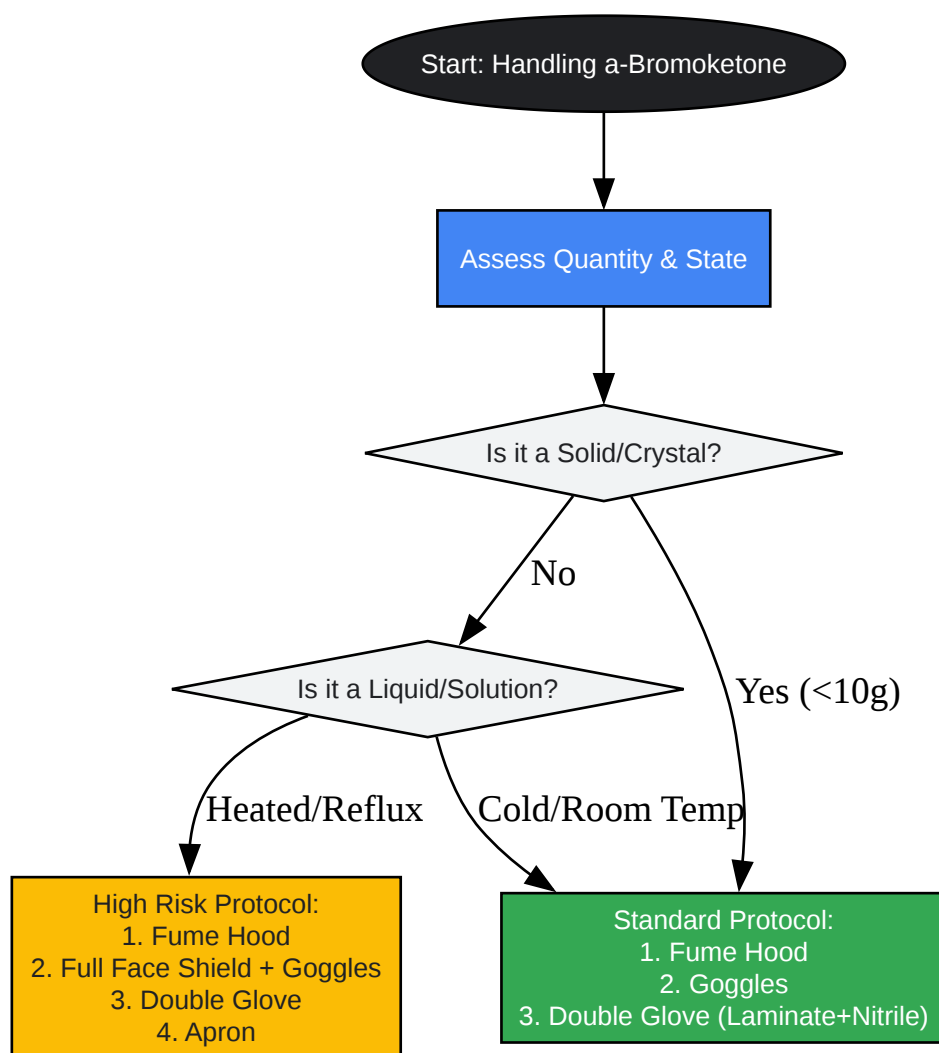 Start: Handling a-Bromoketone
Assess Quantity & State
Is it a Solid/Crystal?
No
Yes (<10g)
Is it a Liquid/Solution?
Heated/Reflux
Cold/Room Temp
High Risk Protocol:
1. Fume Hood
2. Full Face Shield + Goggles
3. Double Glove
4. Apron
Standard Protocol:
1. Fume Hood
2. Goggles
3. Double Glove (Laminate+Nitrile)